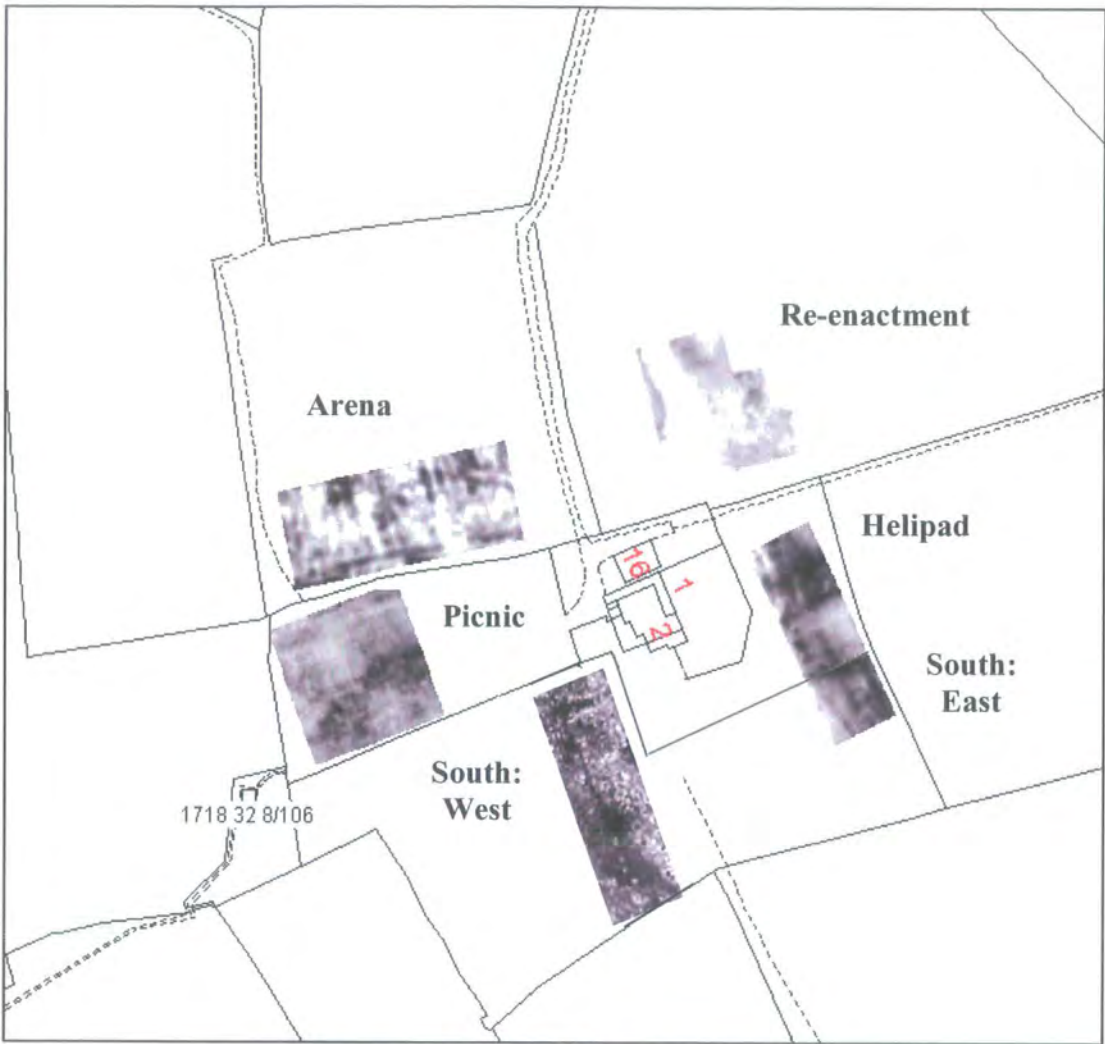 Re-enactment
Arena
Helipad
16
1
Picnic
2
South:
East
South:
West
1718 32 8/106